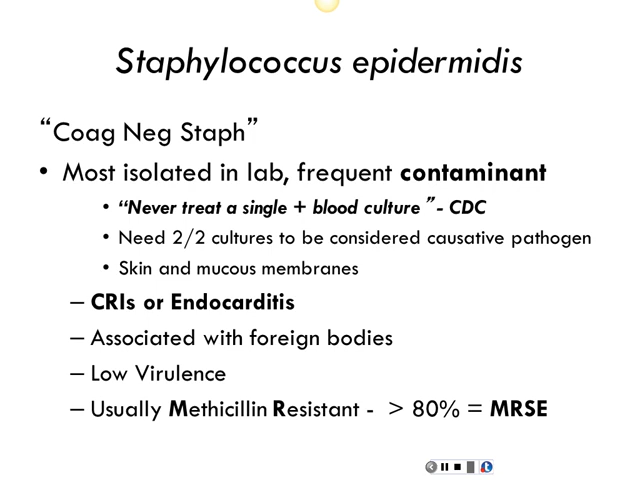 Staphylococcus epidermidis
“Coag Neg Staph”
• Most isolated in lab, frequent contaminant
• “Never treat a single + blood culture ” - CDC
• Need 2/2 cultures to be considered causative pathogen
• Skin and mucous membranes
– CRIs or Endocarditis
– Associated with foreign bodies
– Low Virulence
– Usually Methicillin Resistant - > 80% = MRSE